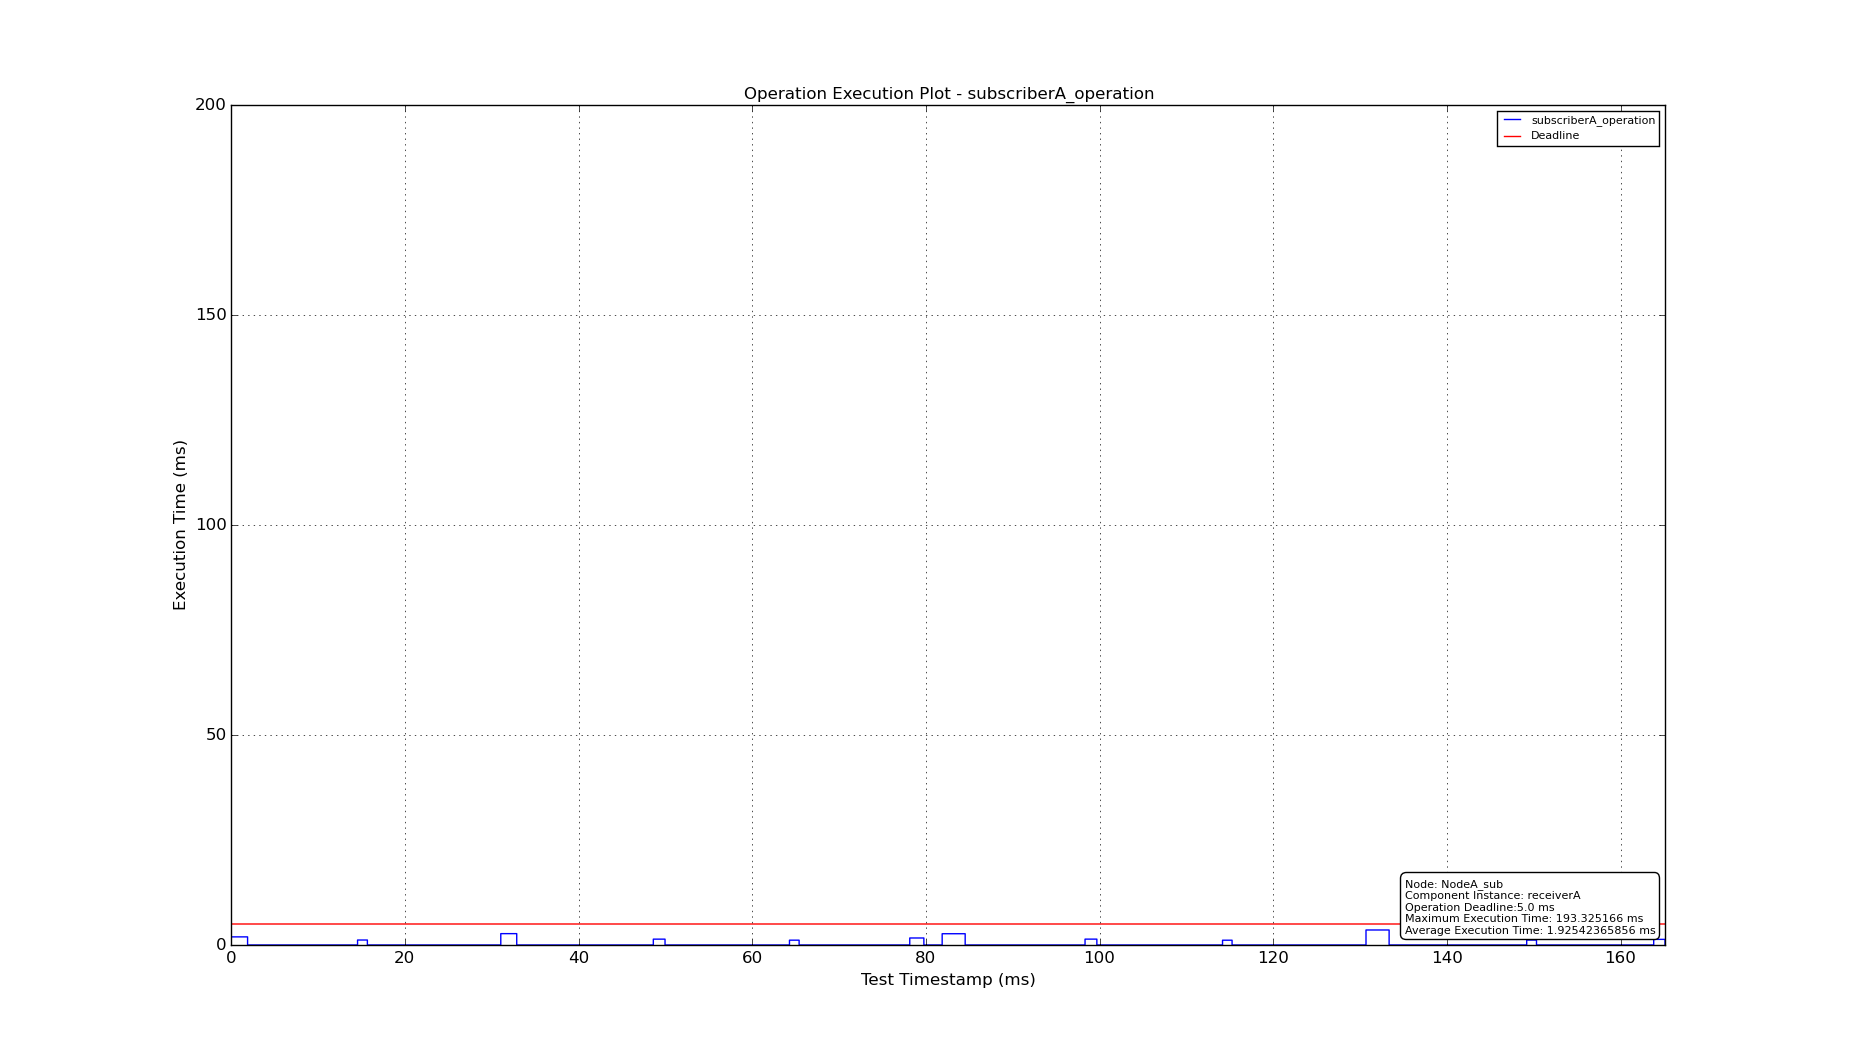 Operation Execution Plot - subscriberA_operation
200
150
100
50
0
Execution Time (ms)
subscriberA_operation
Deadline
Node: NodeA_sub
Component Instance: receiverA
Operation Deadline:5.0 ms
Maximum Execution Time: 193.325166 ms
Average Execution Time: 1.92542365856 ms
0 20 40 60 80 100 120 140 160
Test Timestamp (ms)